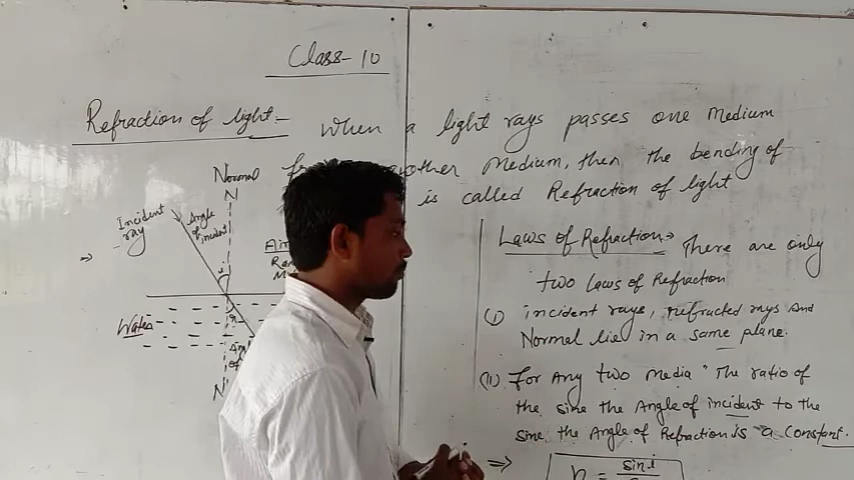 Class-10
Refraction of light- When a light rays passes one medium
another medium, then the bending of
is called Refraction of light
Normal
N
Incident
ray
Angle
of incident
i
Air
Water
r
N
Laws of Refraction There are only
two Laws of Refraction
(i) incident rays, refracted rays And
Normal lie in a same plane.
(ii) For Any two media "The ratio of
the sine the Angle of incident to the
sine the Angle of Refraction is a constant.
n = sin i